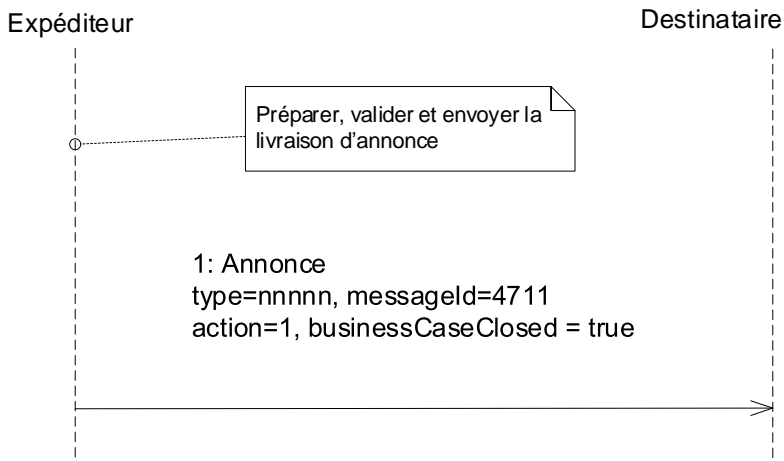 Expéditeur
Destinataire
Préparer, valider et envoyer la
livraison d'annonce
1: Annonce
type=nnnnn, messageId=4711
action=1, businessCaseClosed = true